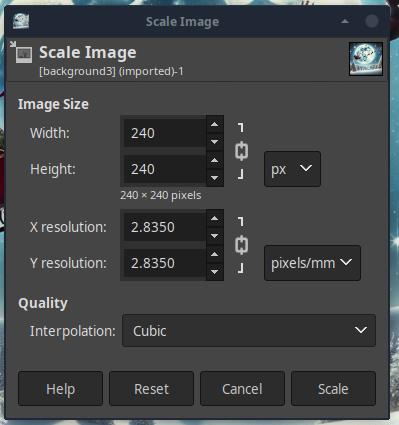 Scale Image
Scale Image
[background3] (imported)-1
Image Size
Width: 240
Height: 240 px
240 × 240 pixels
X resolution: 2.8350
Y resolution: 2.8350 pixels/mm
Quality
Interpolation: Cubic
Help Reset Cancel Scale